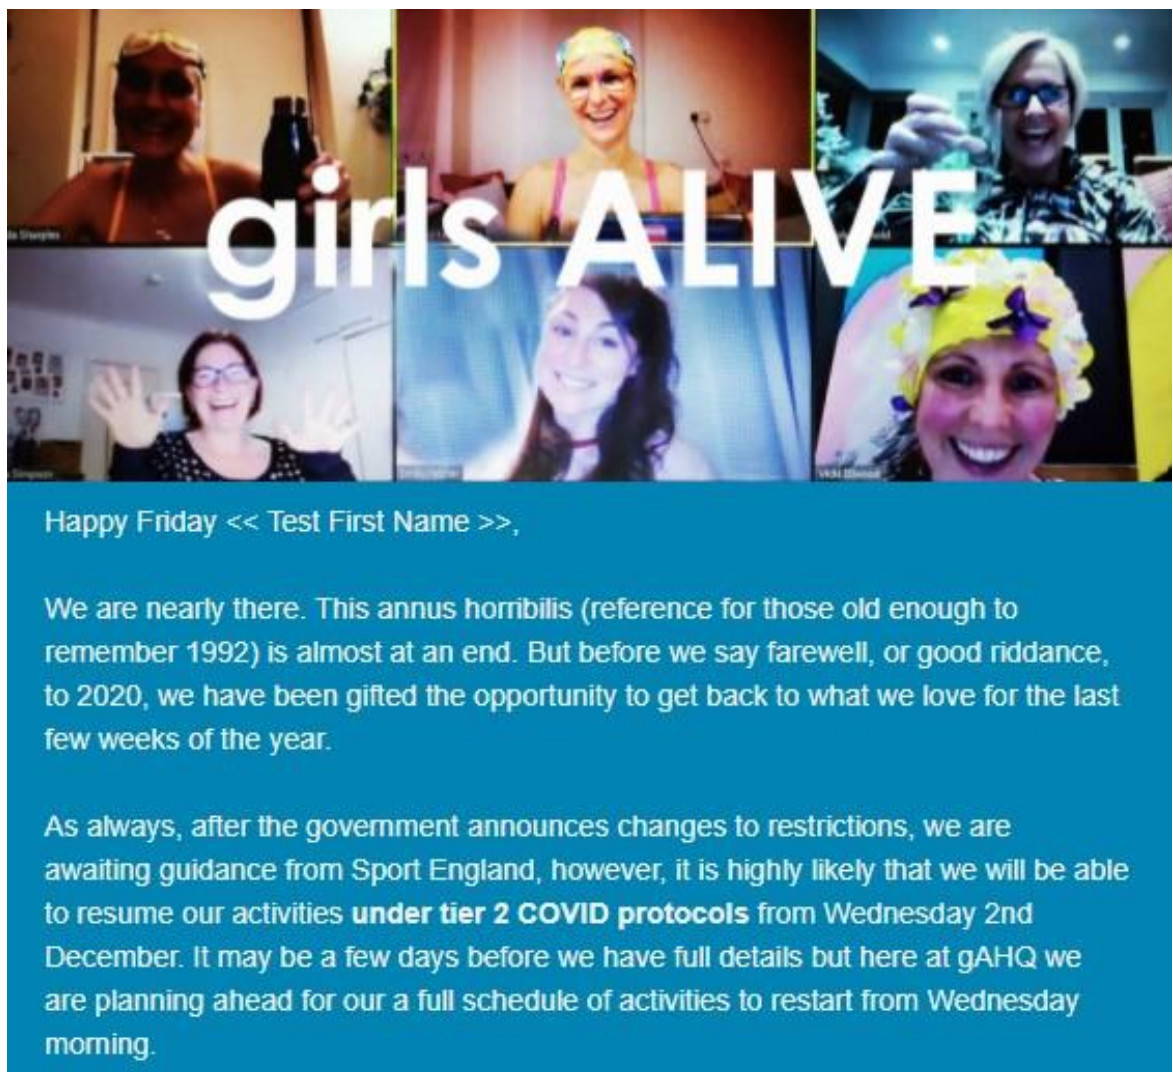 girls ALIVE
Simpson
Happy Friday << Test First Name >>,
We are nearly there. This annus horribilis (reference for those old enough to
remember 1992) is almost at an end. But before we say farewell, or good riddance,
to 2020, we have been gifted the opportunity to get back to what we love for the last
few weeks of the year.
As always, after the government announces changes to restrictions, we are
awaiting guidance from Sport England, however, it is highly likely that we will be able
to resume our activities under tier 2 COVID protocols from Wednesday 2nd
December. It may be a few days before we have full details but here at gAHQ we
are planning ahead for our a full schedule of activities to restart from Wednesday
morning.